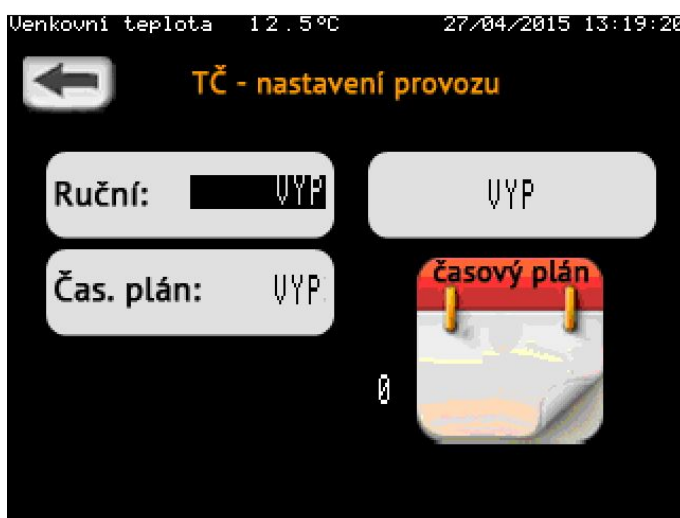 Venkovní teplota 12.5°C 27/04/2015 13:19:20
TČ - nastavení provozu
Ruční: VYP VYP
Čas. plán: VYP
časový plán
0